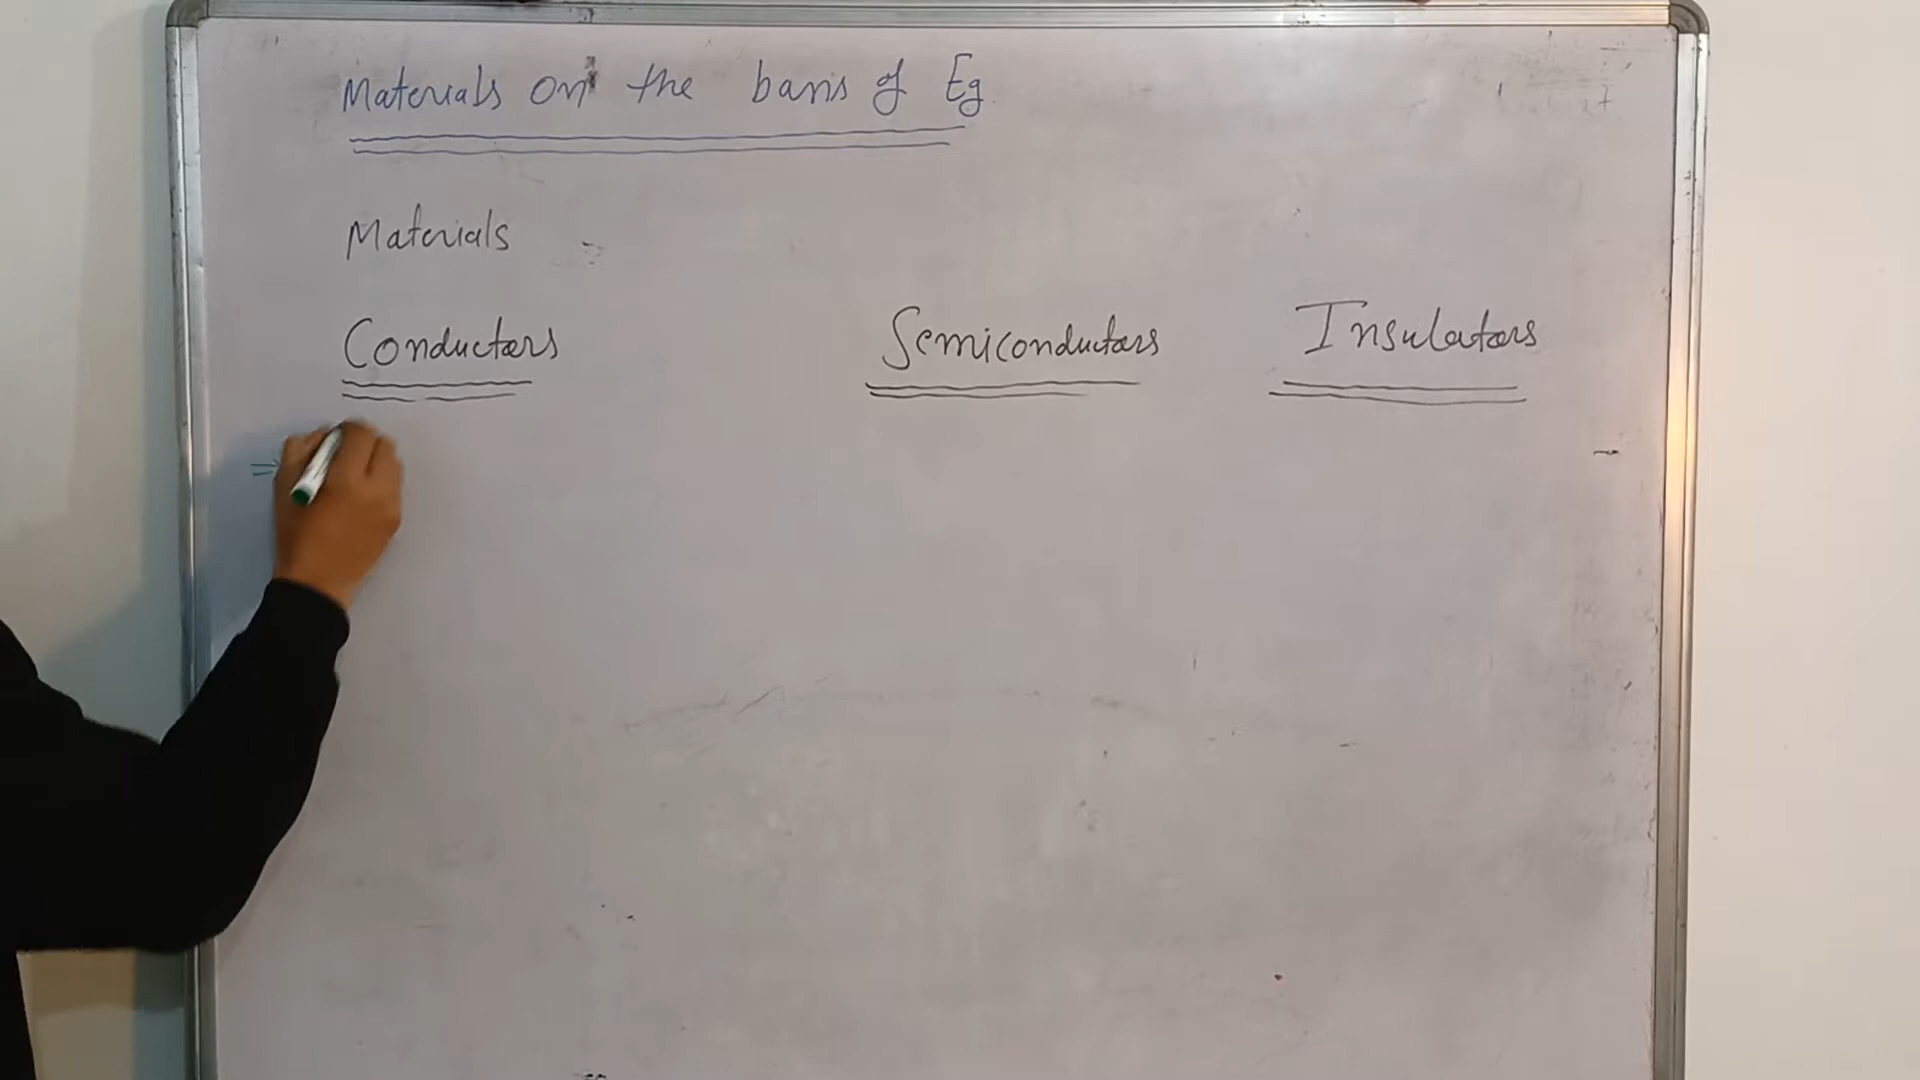 Materials on the basis of Eg
Materials
Conductors Semiconductors Insulators
⇒